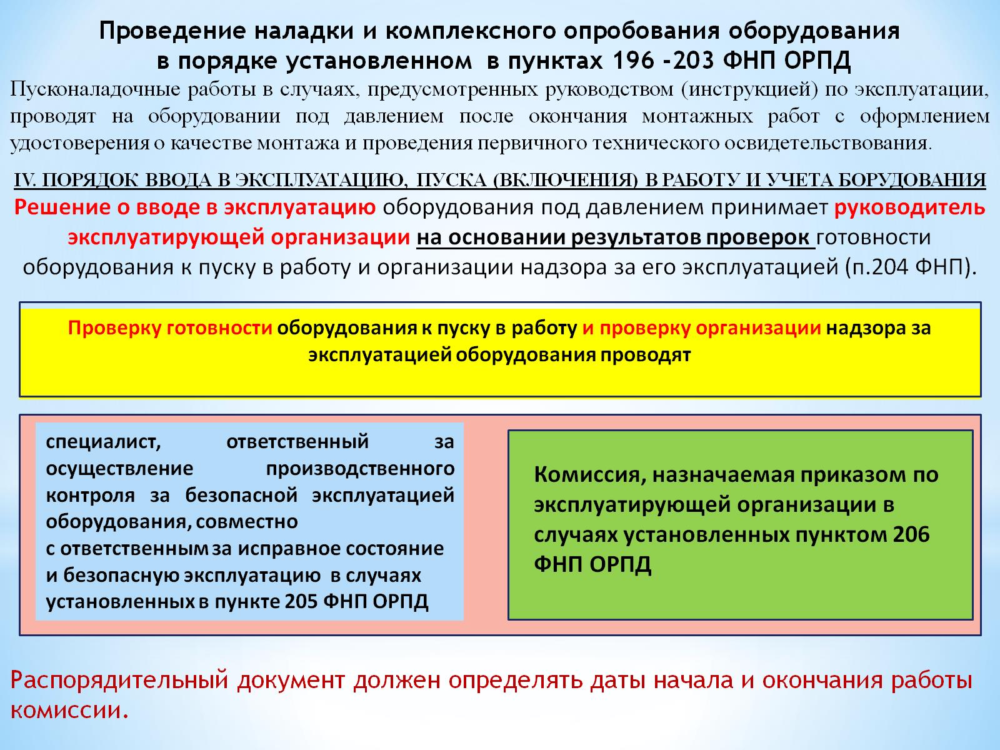 Проведение наладки и комплексного опробования оборудования
в порядке установленном в пунктах 196 -203 ФНП ОРПД
Пусконаладочные работы в случаях, предусмотренных руководством (инструкцией) по эксплуатации,
проводят на оборудовании под давлением после окончания монтажных работ с оформлением
удостоверения о качестве монтажа и проведения первичного технического освидетельствования.
IV. ПОРЯДОК ВВОДА В ЭКСПЛУАТАЦИЮ, ПУСКА (ВКЛЮЧЕНИЯ) В РАБОТУ И УЧЕТА БОРУДОВАНИЯ
Решение о вводе в эксплуатацию оборудования под давлением принимает руководитель
эксплуатирующей организации на основании результатов проверок готовности
оборудования к пуску в работу и организации надзора за его эксплуатацией (п.204 ФНП).
Проверку готовности оборудования к пуску в работу и проверку организации надзора за
эксплуатацией оборудования проводят
специалист, ответственный за
осуществление производственного
контроля за безопасной эксплуатацией
оборудования, совместно
с ответственным за исправное состояние
и безопасную эксплуатацию в случаях
установленных в пункте 205 ФНП ОРПД
Комиссия, назначаемая приказом по
эксплуатирующей организации в
случаях установленных пунктом 206
ФНП ОРПД
Распорядительный документ должен определять даты начала и окончания работы
комиссии.